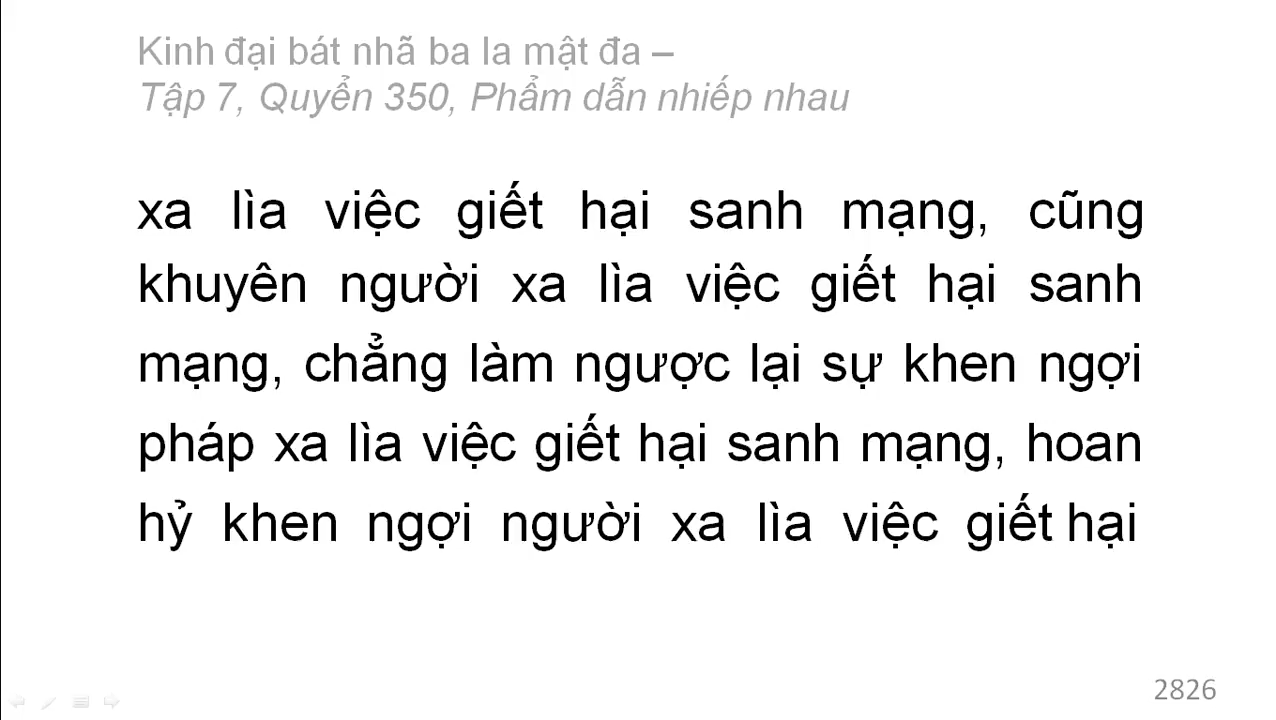 Kinh đại bát nhã ba la mật đa –
Tập 7, Quyển 350, Phẩm dẫn nhiếp nhau
xa lìa việc giết hại sanh mạng, cũng
khuyên người xa lìa việc giết hại sanh
mạng, chẳng làm ngược lại sự khen ngợi
pháp xa lìa việc giết hại sanh mạng, hoan
hỷ khen ngợi người xa lìa việc giết hại
2826